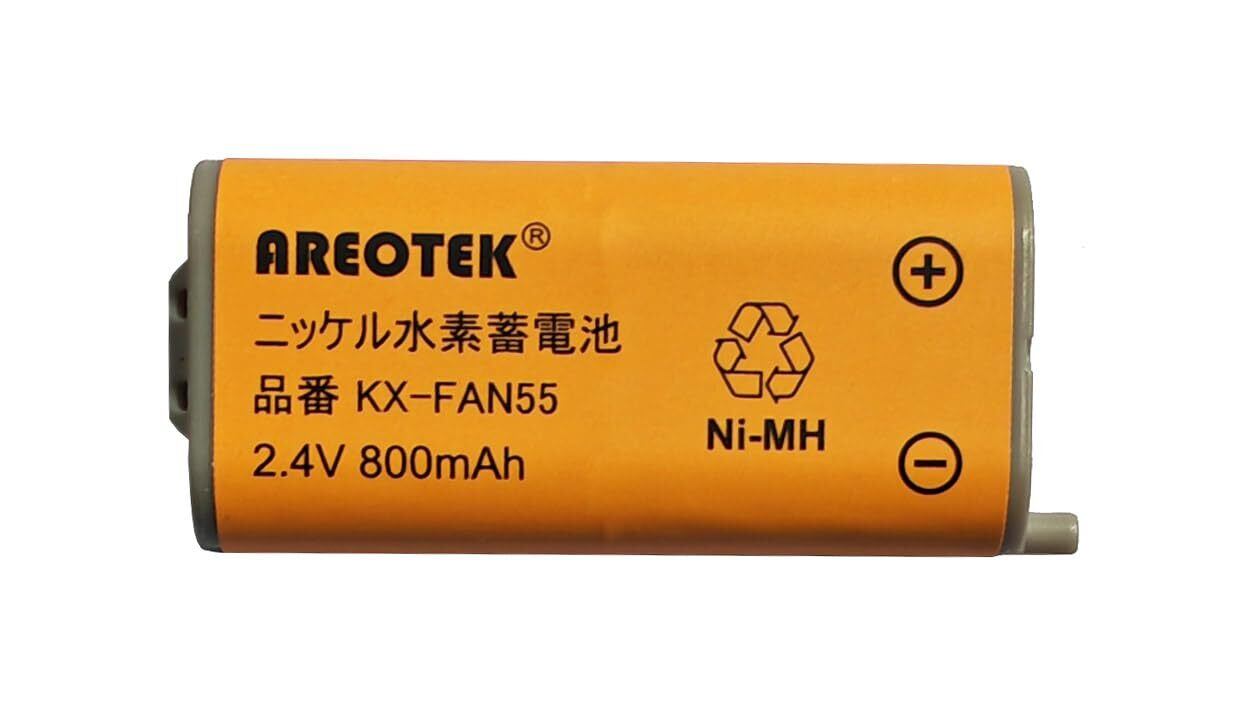 AREOTEK®
ニッケル水素蓄電池
品番 KX-FAN55
2.4V 800mAh
Ni-MH
+
−